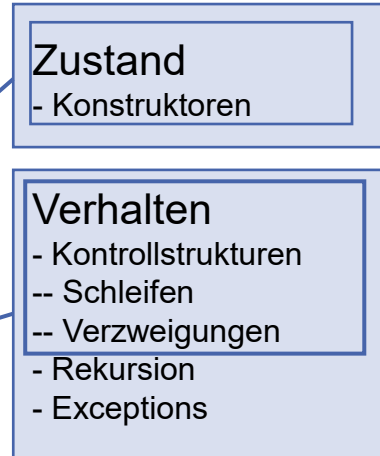 Zustand
- Konstruktoren
Verhalten
- Kontrollstrukturen
-- Schleifen
-- Verzweigungen
- Rekursion
- Exceptions